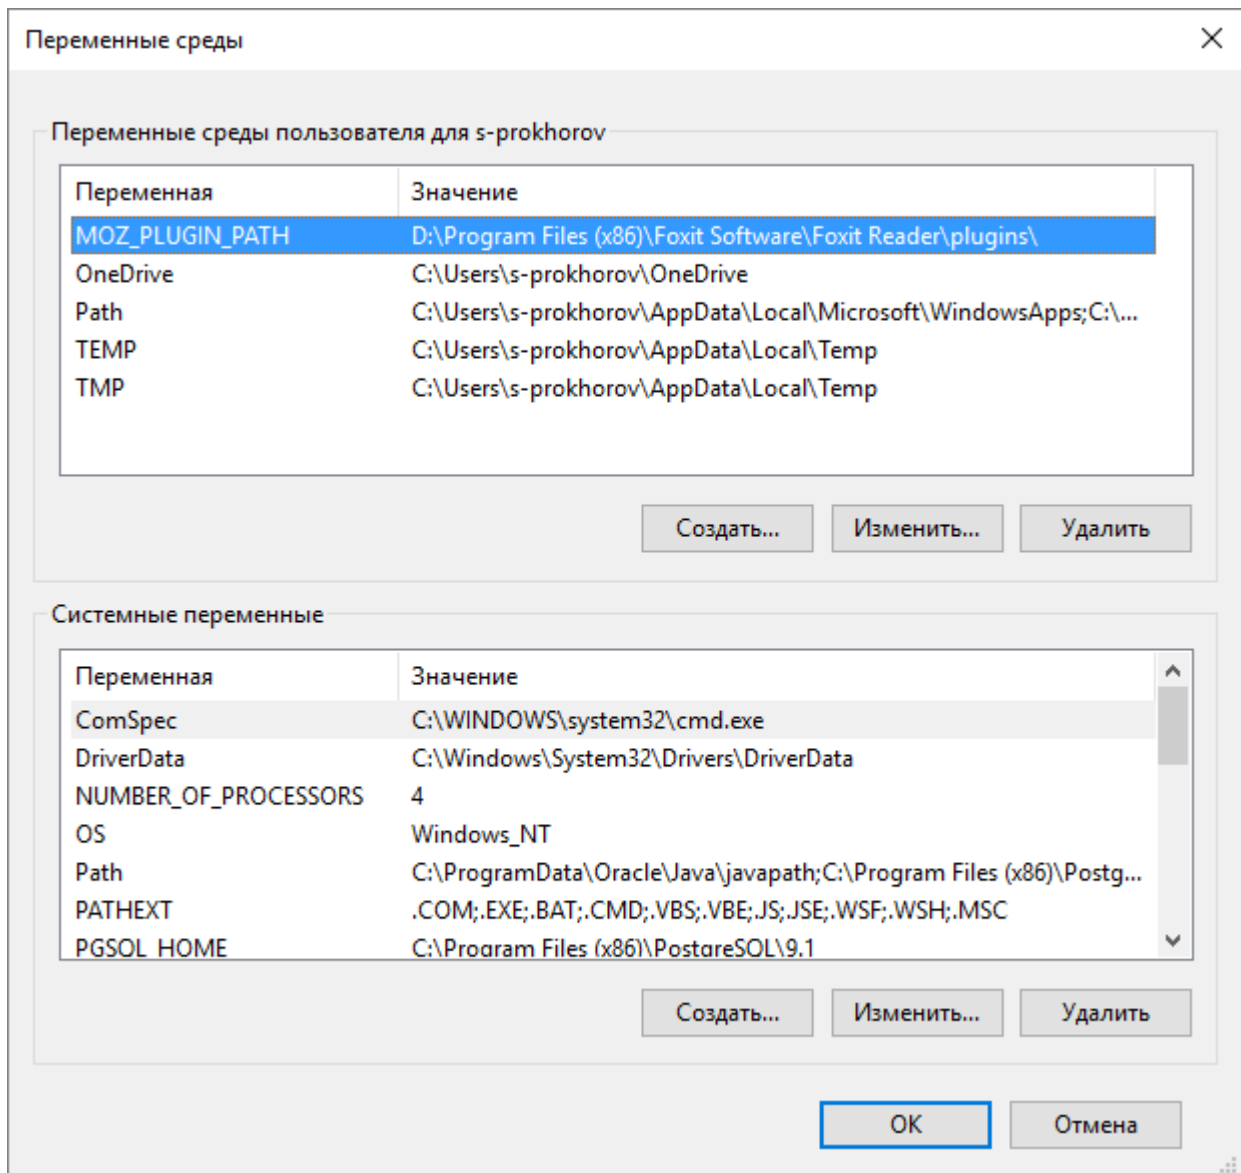 Переменные среды
Переменные среды пользователя для s-prokhorov
Переменная Значение
MOZ_PLUGIN_PATH D:\Program Files (x86)\Foxit Software\Foxit Reader\plugins\
OneDrive C:\Users\s-prokhorov\OneDrive
Path C:\Users\s-prokhorov\AppData\Local\Microsoft\WindowsApps;C:\...
TEMP C:\Users\s-prokhorov\AppData\Local\Temp
TMP C:\Users\s-prokhorov\AppData\Local\Temp
Создать... Изменить... Удалить
Системные переменные
Переменная Значение
ComSpec C:\WINDOWS\system32\cmd.exe
DriverData C:\Windows\System32\Drivers\DriverData
NUMBER_OF_PROCESSORS 4
OS Windows_NT
Path C:\ProgramData\Oracle\Java\javapath;C:\Program Files (x86)\Postg...
PATHEXT .COM;.EXE;.BAT;.CMD;.VBS;.VBE;.JS;.JSE;.WSF;.WSH;.MSC
PGSQL_HOME C:\Program Files (x86)\PostgreSQL\9.1
Создать... Изменить... Удалить
OK Отмена